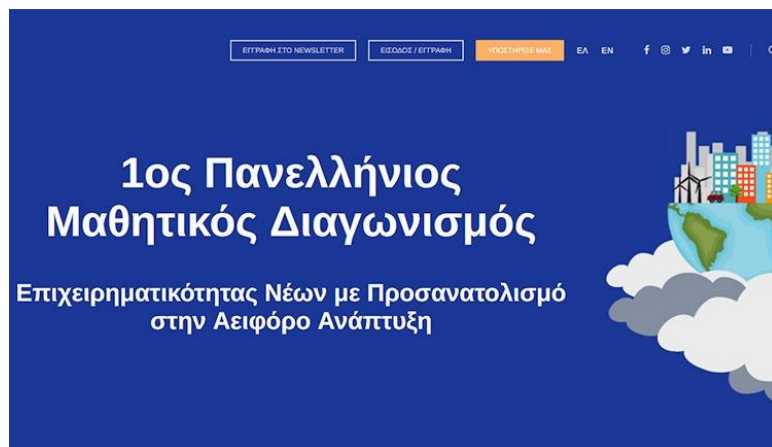 ΕΓΓΡΑΦΗ ΣΤΟ NEWSLETTER ΕΙΣΟΔΟΣ / ΕΓΓΡΑΦΗ ΥΠΟΣΤΗΡΙΞΕ ΜΑΣ ΕΛ EN
1ος Πανελλήνιος
Μαθητικός Διαγωνισμός
Επιχειρηματικότητας Νέων με Προσανατολισμό
στην Αειφόρο Ανάπτυξη